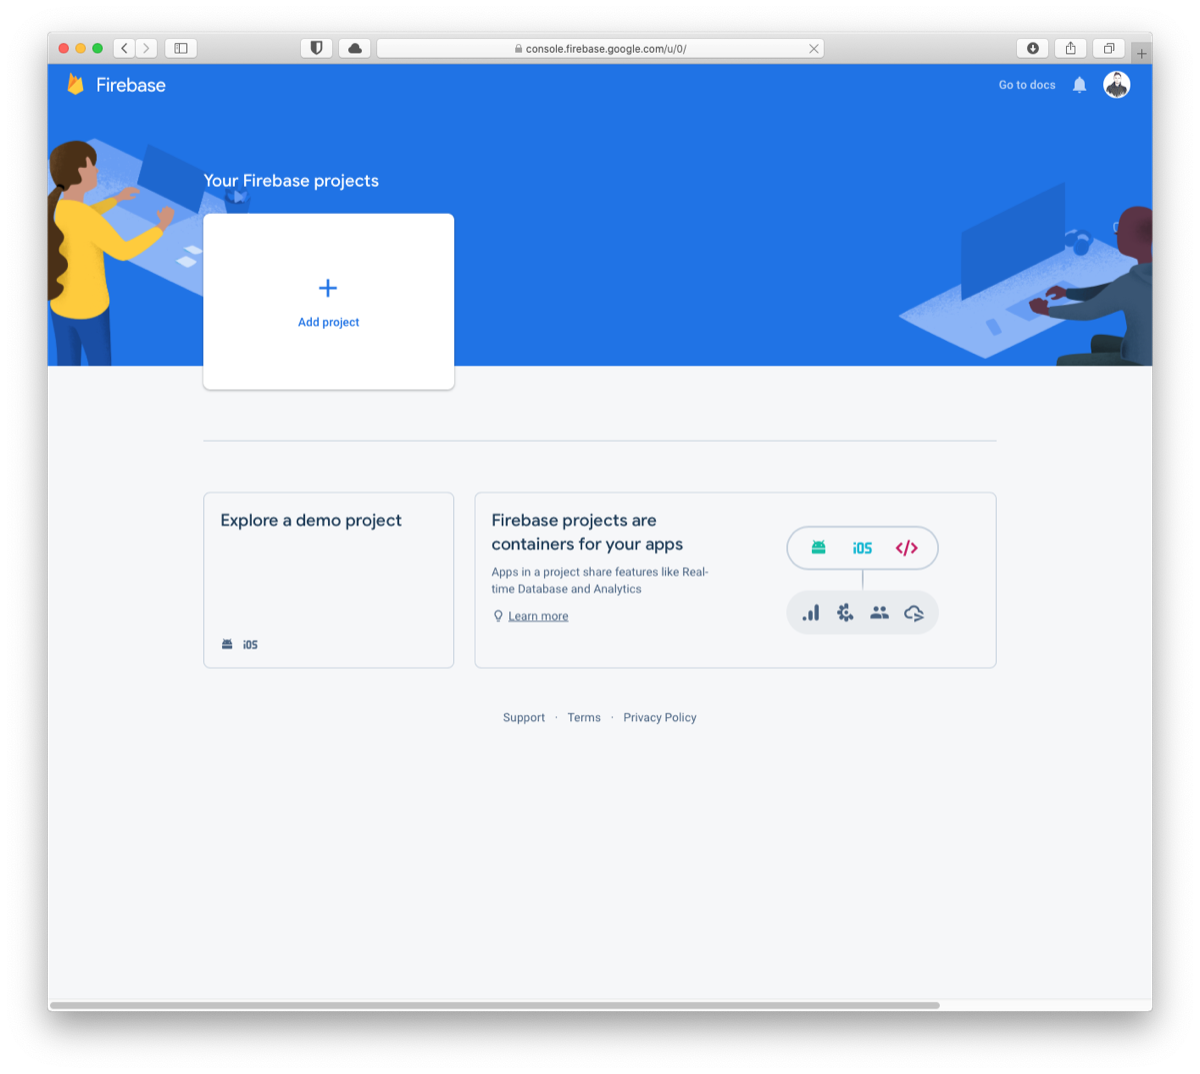 console.firebase.google.com/u/0/
Firebase
Go to docs
Your Firebase projects
Add project
Explore a demo project
iOS
Firebase projects are
containers for your apps
Apps in a project share features like Real-
time Database and Analytics
Learn more
iOS
Support · Terms · Privacy Policy